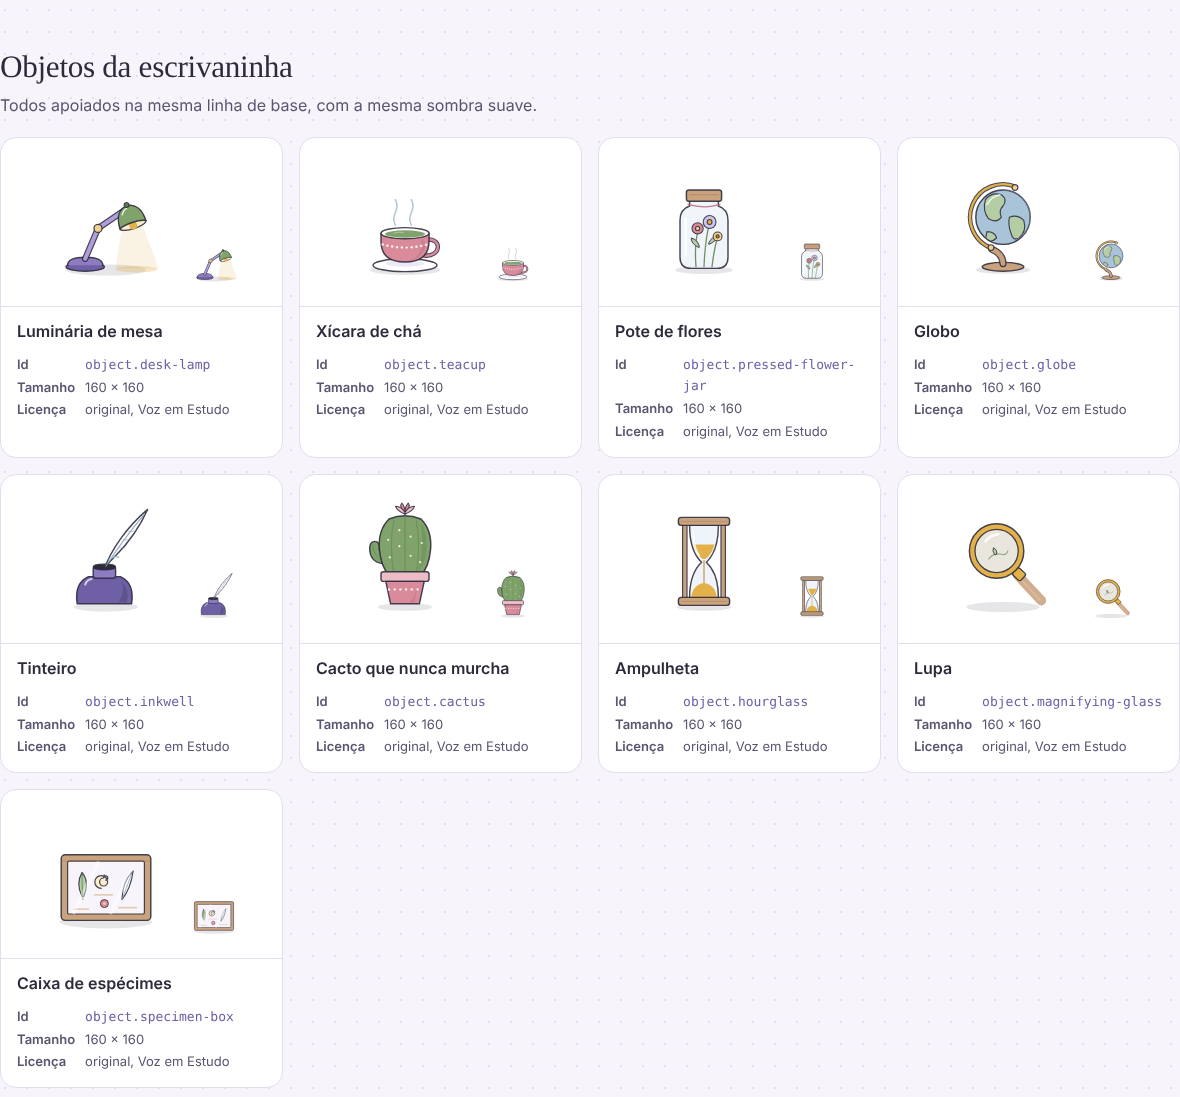 Objetos da escrivaninha
Todos apoiados na mesma linha de base, com a mesma sombra suave.
Luminária de mesa
Id object.desk-lamp
Tamanho 160 × 160
Licença original, Voz em Estudo
Xícara de chá
Id object.teacup
Tamanho 160 × 160
Licença original, Voz em Estudo
Pote de flores
Id object.pressed-flower-
jar
Tamanho 160 × 160
Licença original, Voz em Estudo
Globo
Id object.globe
Tamanho 160 × 160
Licença original, Voz em Estudo
Tinteiro
Id object.inkwell
Tamanho 160 × 160
Licença original, Voz em Estudo
Cacto que nunca murcha
Id object.cactus
Tamanho 160 × 160
Licença original, Voz em Estudo
Ampulheta
Id object.hourglass
Tamanho 160 × 160
Licença original, Voz em Estudo
Lupa
Id object.magnifying-glass
Tamanho 160 × 160
Licença original, Voz em Estudo
Caixa de espécimes
Id object.specimen-box
Tamanho 160 × 160
Licença original, Voz em Estudo